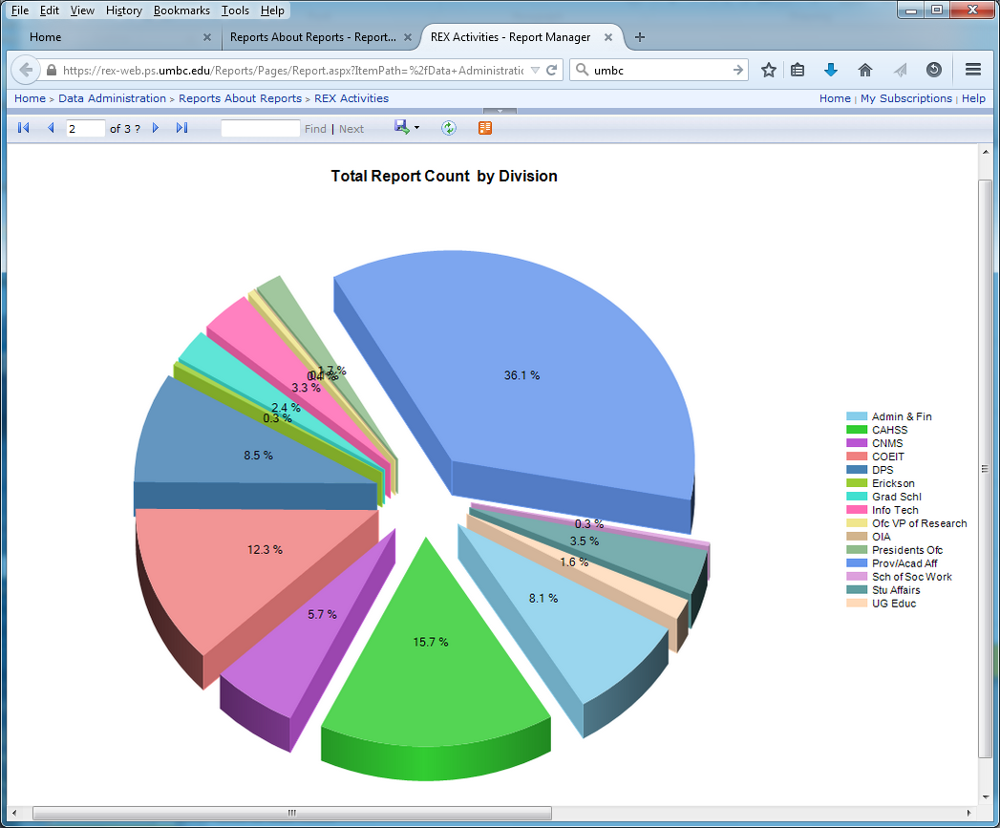 File Edit View History Bookmarks Tools Help
Home Reports About Reports - Report... REX Activities - Report Manager
https://rex-web.ps.umbc.edu/Reports/Pages/Report.aspx?ItemPath=%2fData+Administratic umbc
Home > Data Administration > Reports About Reports > REX Activities Home | My Subscriptions | Help
2 of 3 ? Find | Next
Total Report Count by Division
1.7 %
0.4 %
3.3 %
36.1 %
2.4 %
0.3 %
8.5 %
0.3 %
3.5 %
12.3 %
1.6 %
8.1 %
5.7 %
15.7 %
Admin & Fin
CAHSS
CNMS
COEIT
DPS
Erickson
Grad Schl
Info Tech
Ofc VP of Research
OIA
Presidents Ofc
Prov/Acad Aff
Sch of Soc Work
Stu Affairs
UG Educ